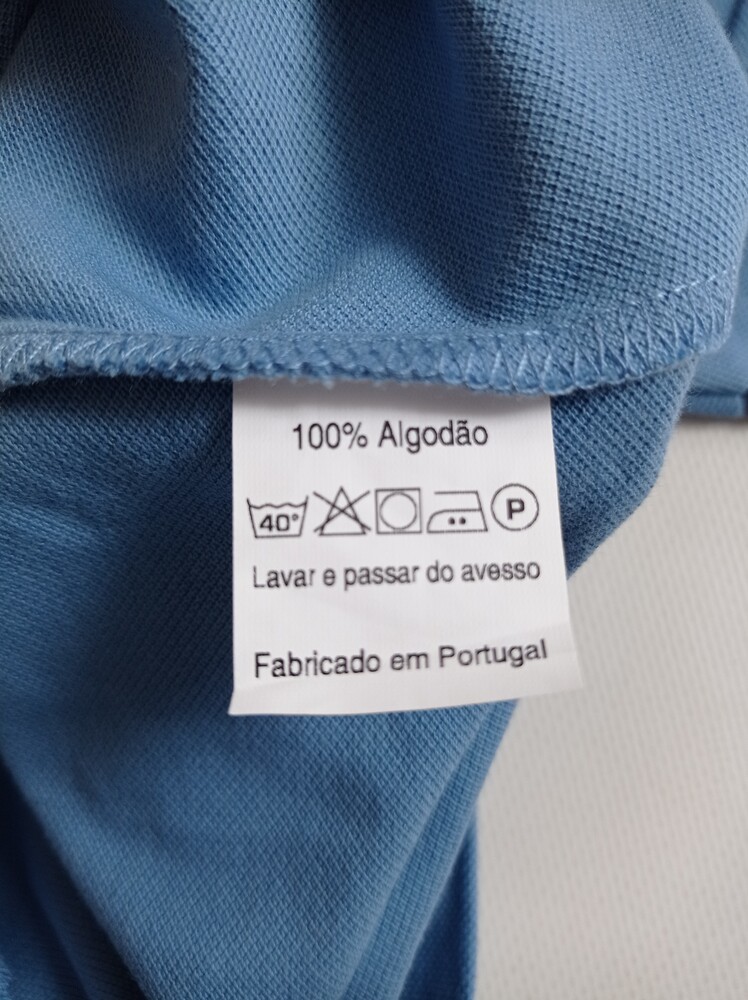 100% Algodão
40° P
Lavar e passar do avesso
Fabricado em Portugal